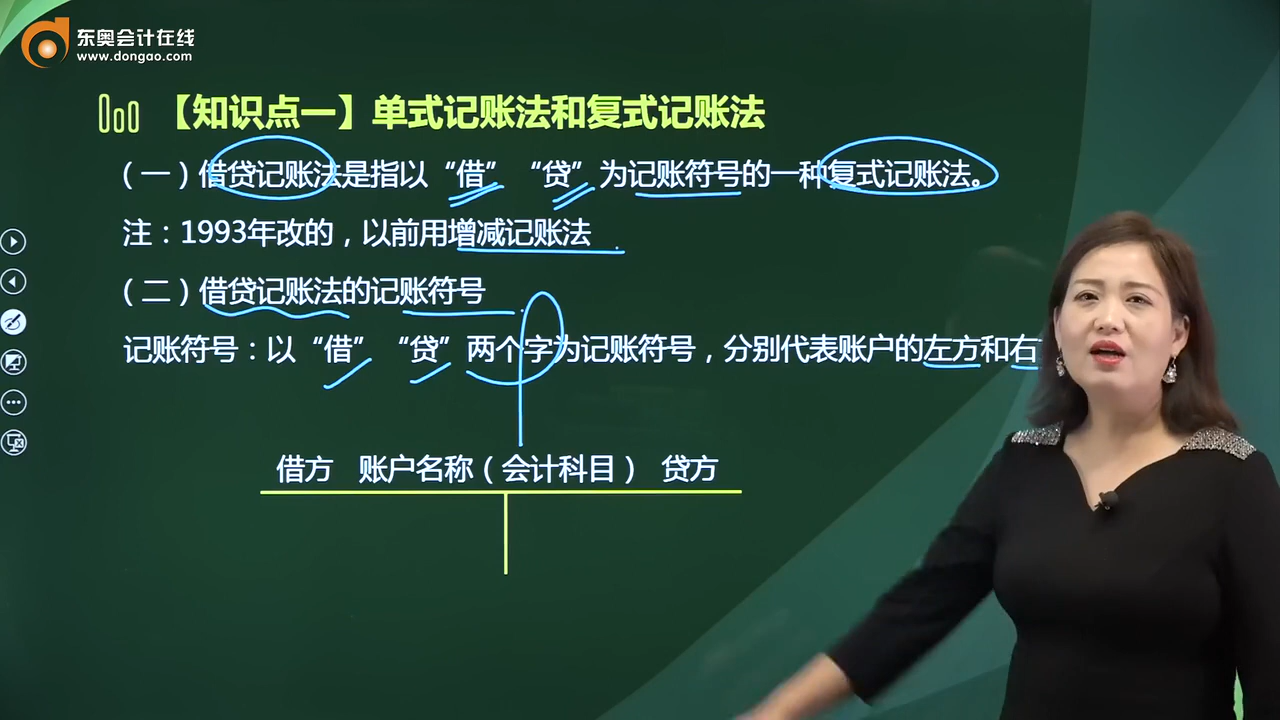 东奥会计在线
www.dongao.com
【知识点一】单式记账法和复式记账法
（一）借贷记账法是指以“借”“贷”为记账符号的一种复式记账法。
注：1993年改的，以前用增减记账法
（二）借贷记账法的记账符号
记账符号：以“借”“贷”两个字为记账符号，分别代表账户的左方和右
借方 账户名称（会计科目） 贷方